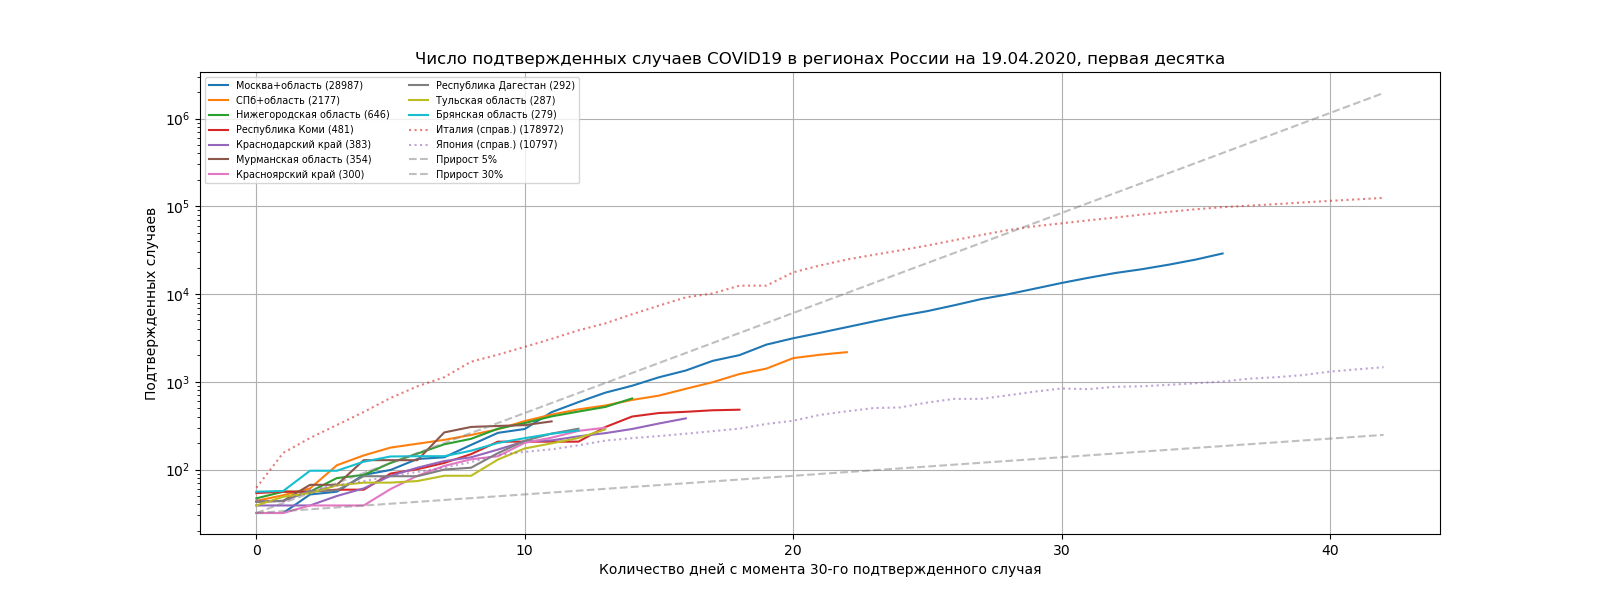 Число подтвержденных случаев COVID19 в регионах России на 19.04.2020, первая десятка
Москва+область (28987)
СПб+область (2177)
Нижегородская область (646)
Республика Коми (481)
Краснодарский край (383)
Мурманская область (354)
Красноярский край (300)
Республика Дагестан (292)
Тульская область (287)
Брянская область (279)
Италия (справ.) (178972)
Япония (справ.) (10797)
Прирост 5%
Прирост 30%
Подтвержденных случаев
10⁶
10⁵
10⁴
10³
10²
0 10 20 30 40
Количество дней с момента 30-го подтвержденного случая